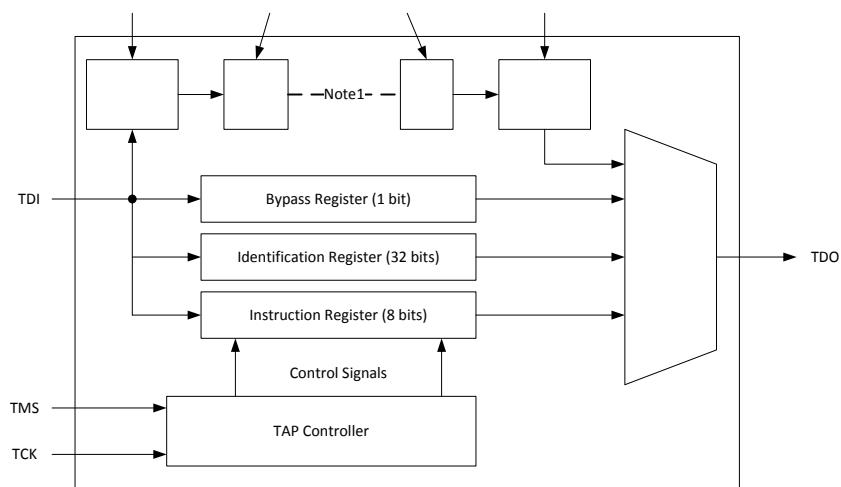 Note1
TDI
Bypass Register (1 bit)
Identification Register (32 bits)
TDO
Instruction Register (8 bits)
Control Signals
TMS
TAP Controller
TCK